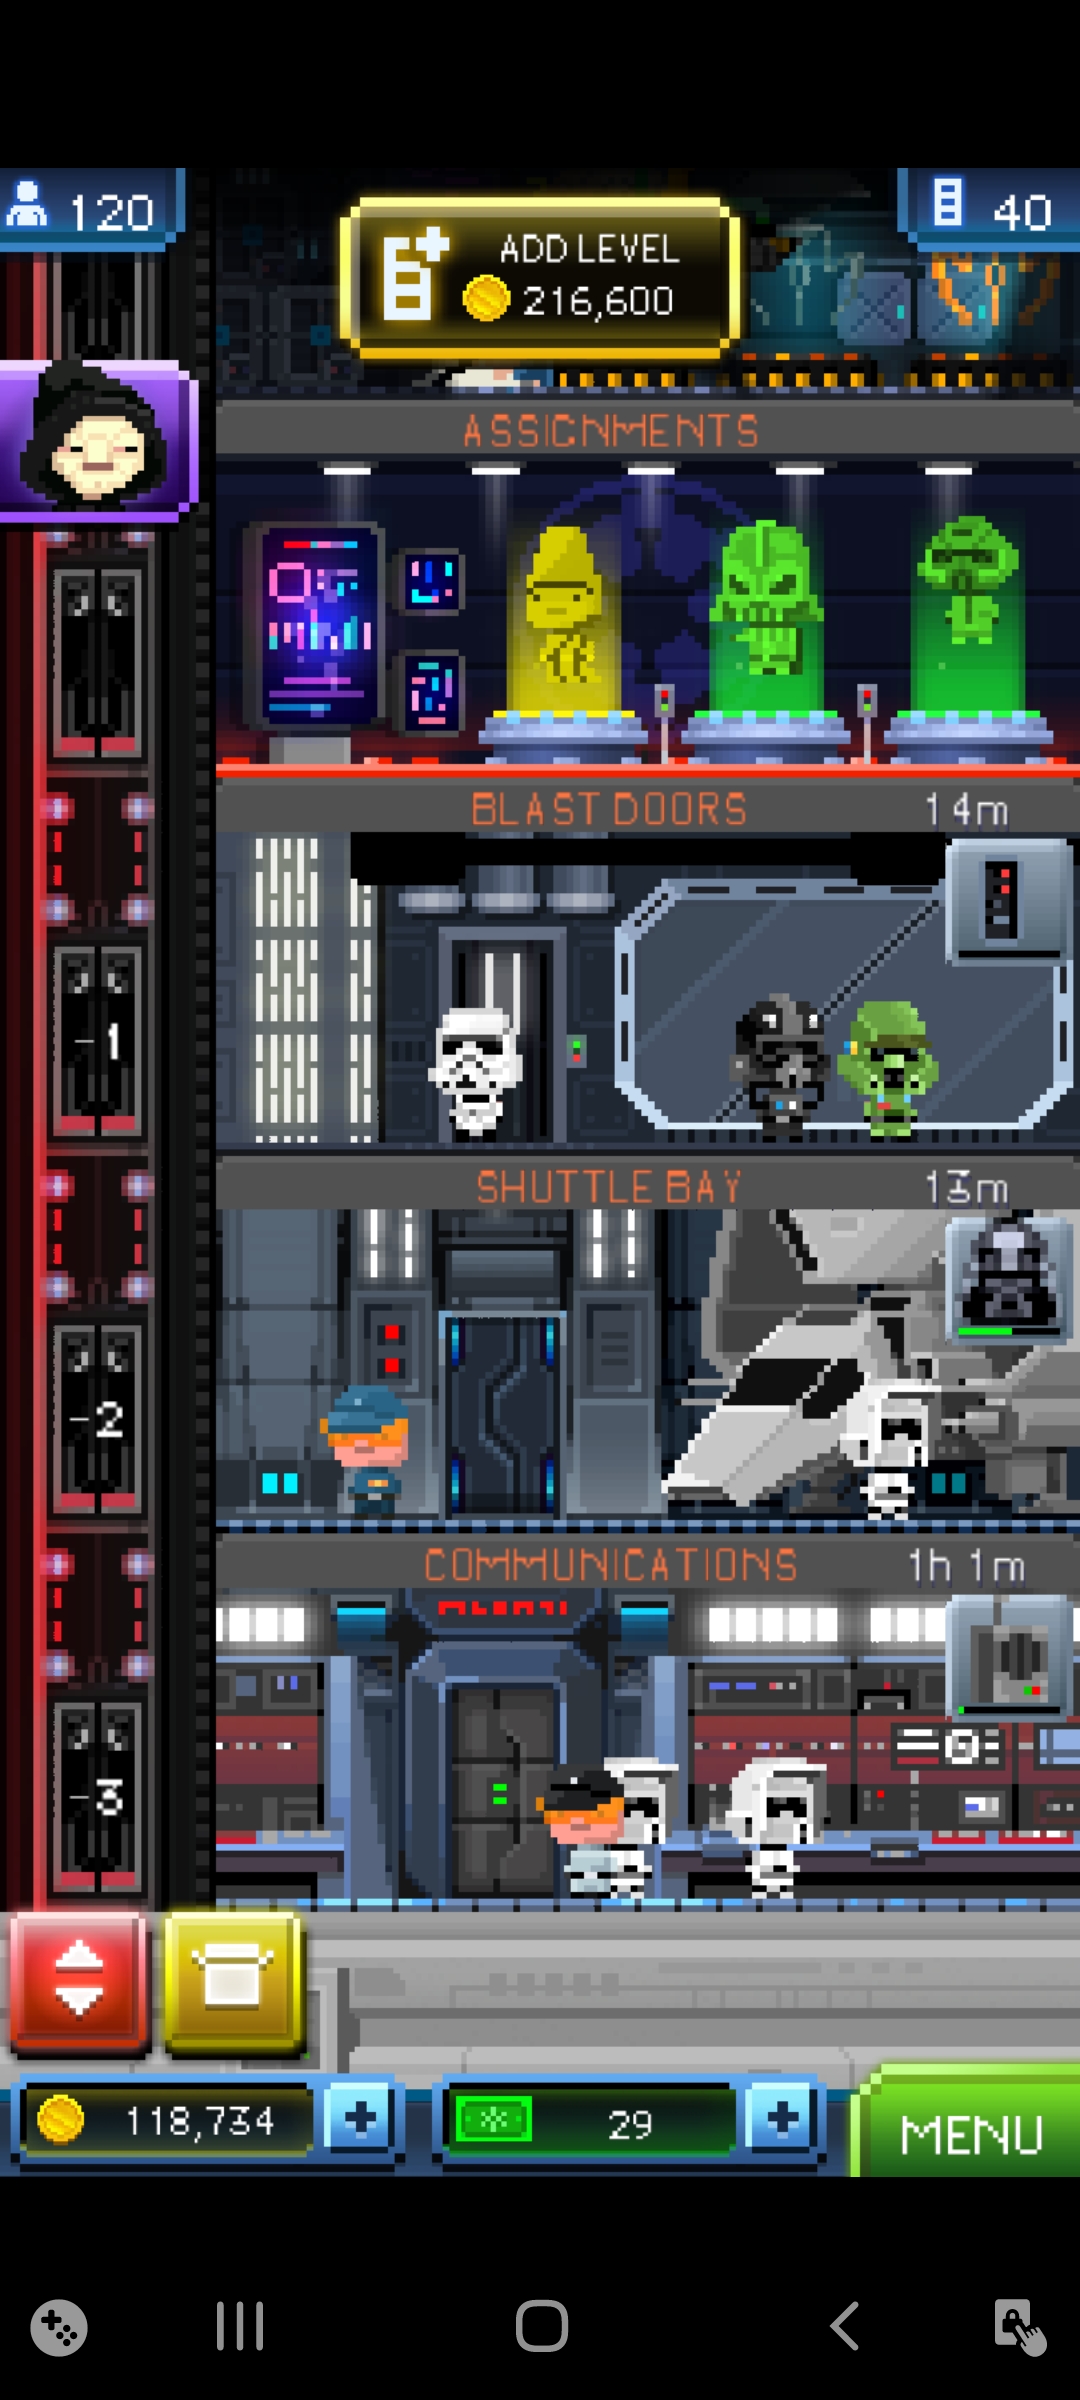 120
ADD LEVEL
216,600
40
ASSIGNMENTS
BLAST DOORS 14m
-1
SHUTTLE BAY 13m
-2
COMMUNICATIONS 1h 1m
-3
118,734
29
MENU